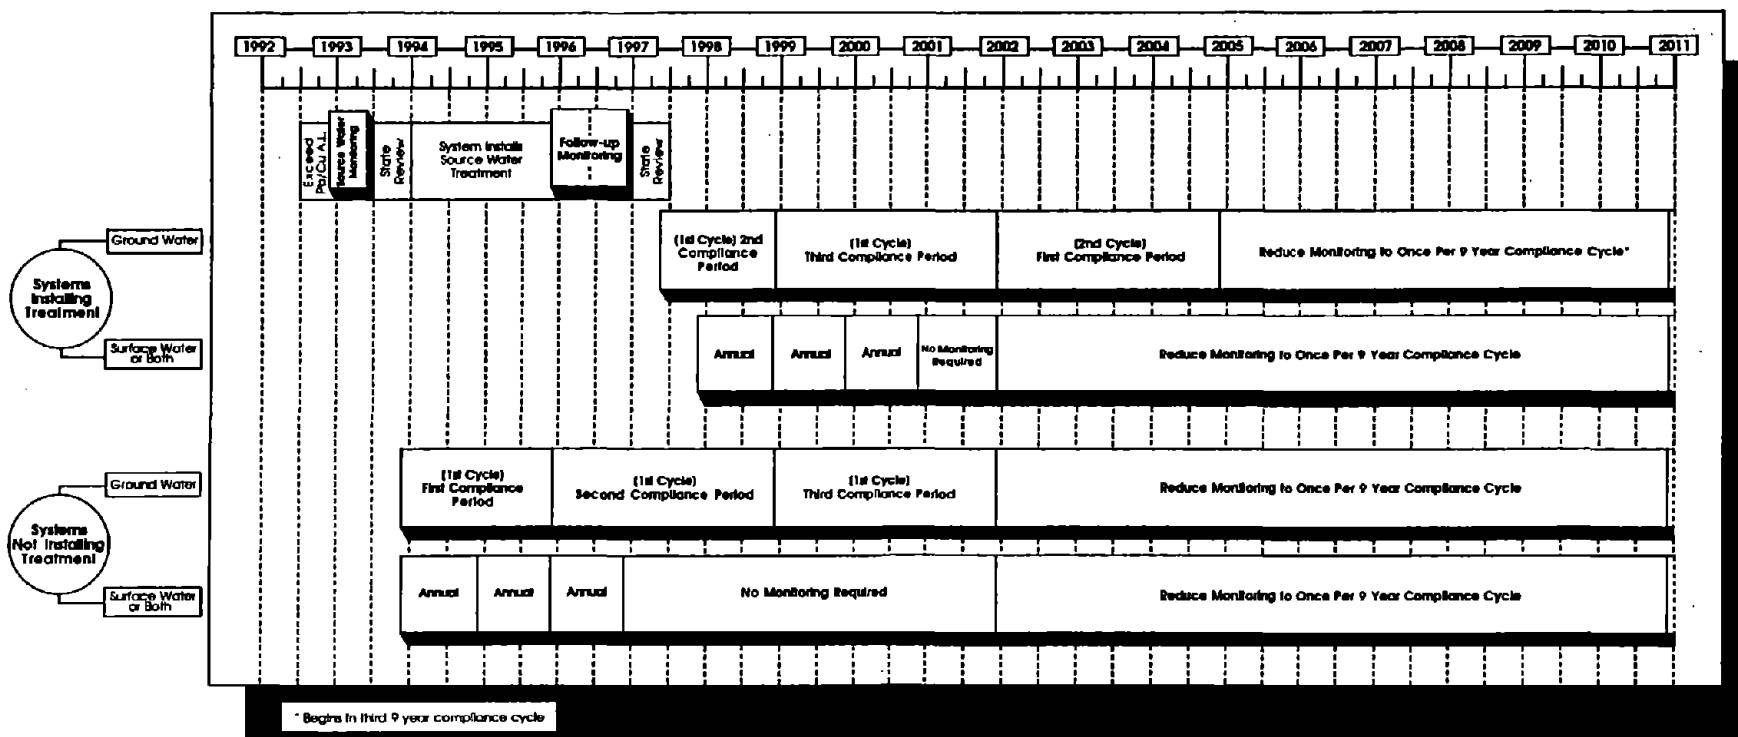 1992 1993 1994 1995 1996 1997 1998 1999 2000 2001 2002 2003 2004 2005 2006 2007 2008 2009 2010 2011
Exceed
Pb/Cu A.L.
Source Water
Monitoring
State
Review
System Installs
Source Water
Treatment
Follow-up
Monitoring
State
Review
Systems
Installing
Treatment
Ground Water
(1st Cycle) 2nd
Compliance
Period
(1st Cycle)
Third Compliance Period
(2nd Cycle)
First Compliance Period
Reduce Monitoring to Once Per 9 Year Compliance Cycle*
Surface Water
or Both
Annual
Annual
Annual
No Monitoring
Required
Reduce Monitoring to Once Per 9 Year Compliance Cycle
Systems
Not Installing
Treatment
Ground Water
(1st Cycle)
First Compliance
Period
(1st Cycle)
Second Compliance Period
(1st Cycle)
Third Compliance Period
Reduce Monitoring to Once Per 9 Year Compliance Cycle
Surface Water
or Both
Annual
Annual
Annual
No Monitoring Required
Reduce Monitoring to Once Per 9 Year Compliance Cycle
* Begins in third 9 year compliance cycle